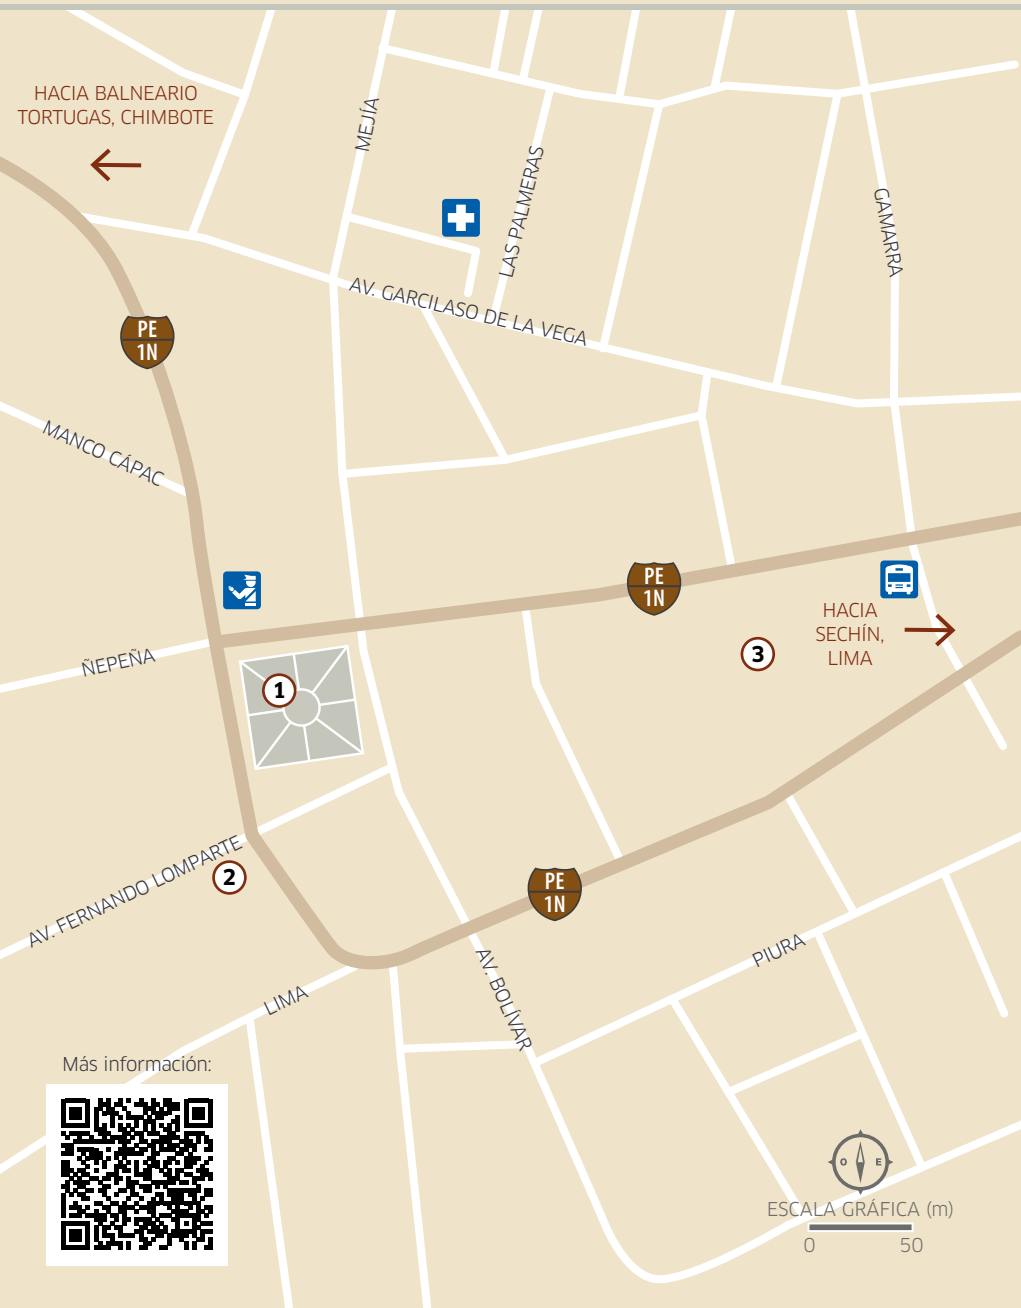 HACIA BALNEARIO
TORTUGAS, CHIMBOTE
MEJÍA
LAS PALMERAS
GAMARRA
AV. GARCILASO DE LA VEGA
PE
1N
MANCO CÁPAC
PE
1N
HACIA
SECHÍN,
LIMA
ÑEPEÑA
1
3
AV. FERNANDO LOMPARTE
2
PE
1N
PIURA
AV. BOLÍVAR
LIMA
Más información:
O E
ESCALA GRÁFICA (m)
0 50